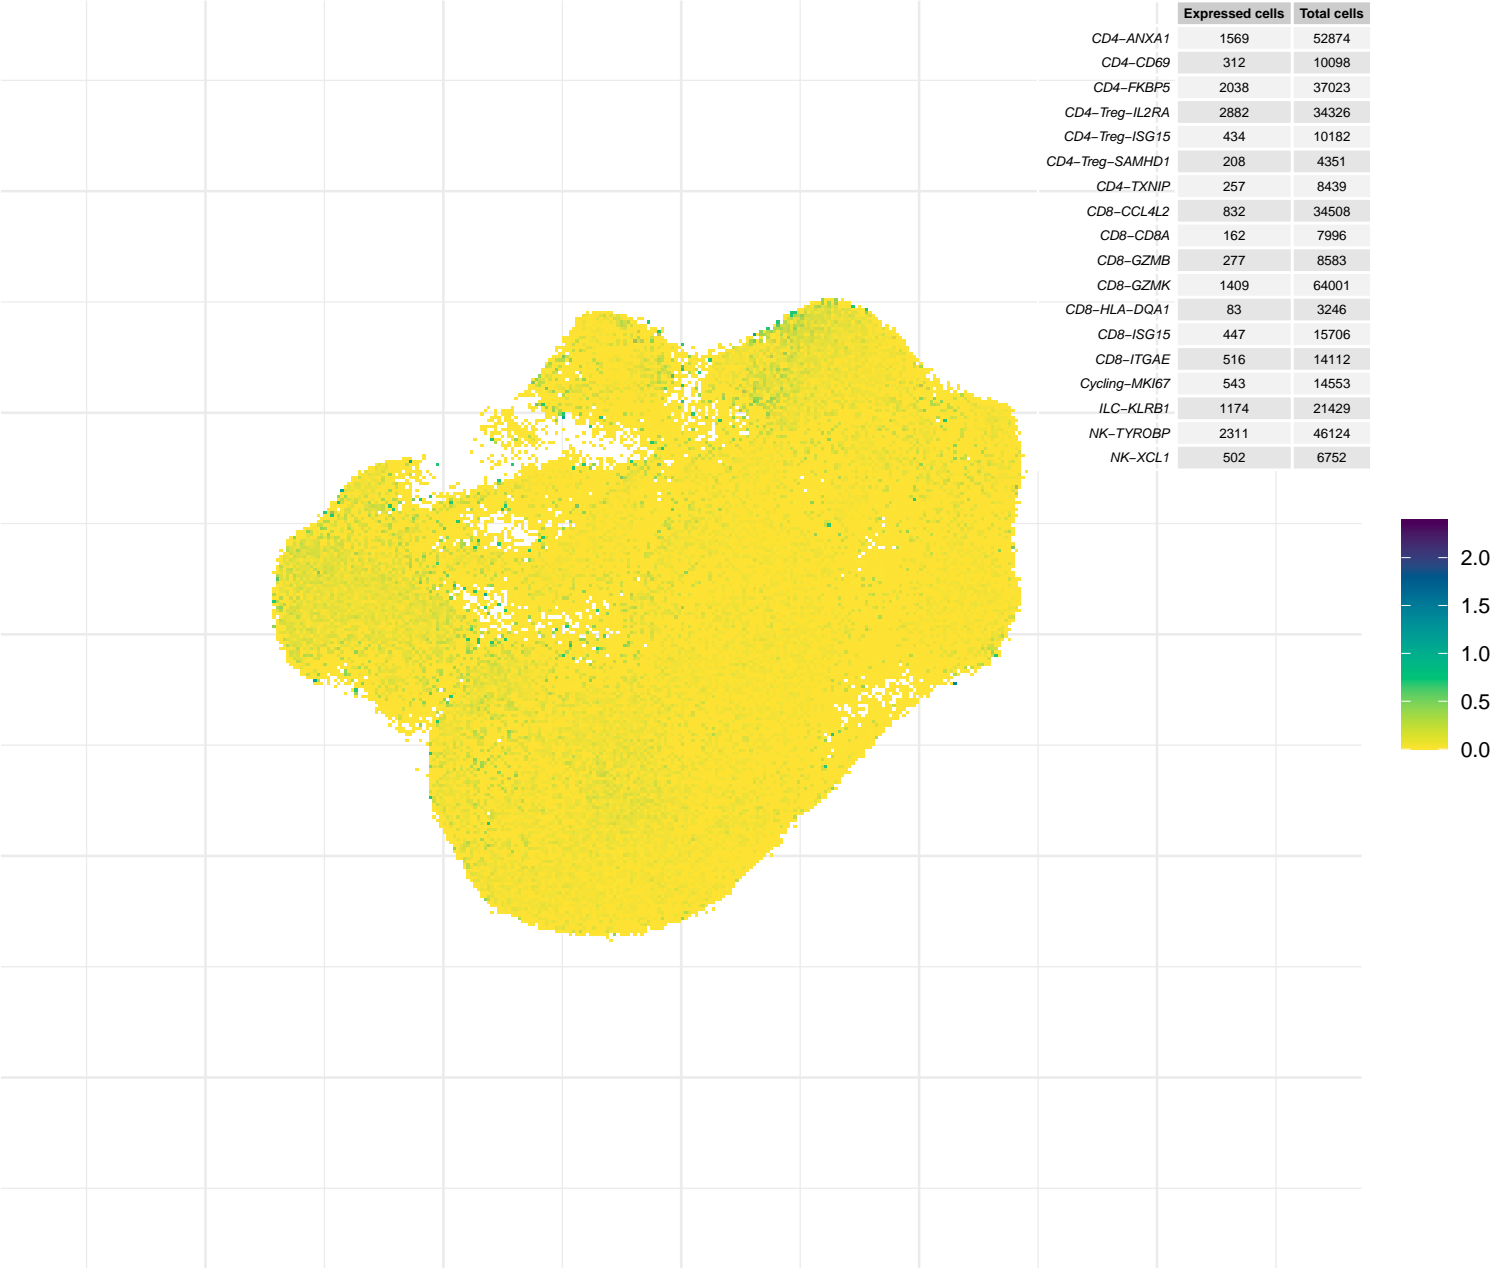 Expressed cells Total cells
CD4−ANXA1 1569 52874
CD4−CD69 312 10098
CD4−FKBP5 2038 37023
CD4−Treg−IL2RA 2882 34326
CD4−Treg−ISG15 434 10182
CD4−Treg−SAMHD1 208 4351
CD4−TXNIP 257 8439
CD8−CCL4L2 832 34508
CD8−CD8A 162 7996
CD8−GZMB 277 8583
CD8−GZMK 1409 64001
CD8−HLA−DQA1 83 3246
CD8−ISG15 447 15706
CD8−ITGAE 516 14112
Cycling−MKI67 543 14553
ILC−KLRB1 1174 21429
NK−TYROBP 2311 46124
NK−XCL1 502 6752
2.0
1.5
1.0
0.5
0.0